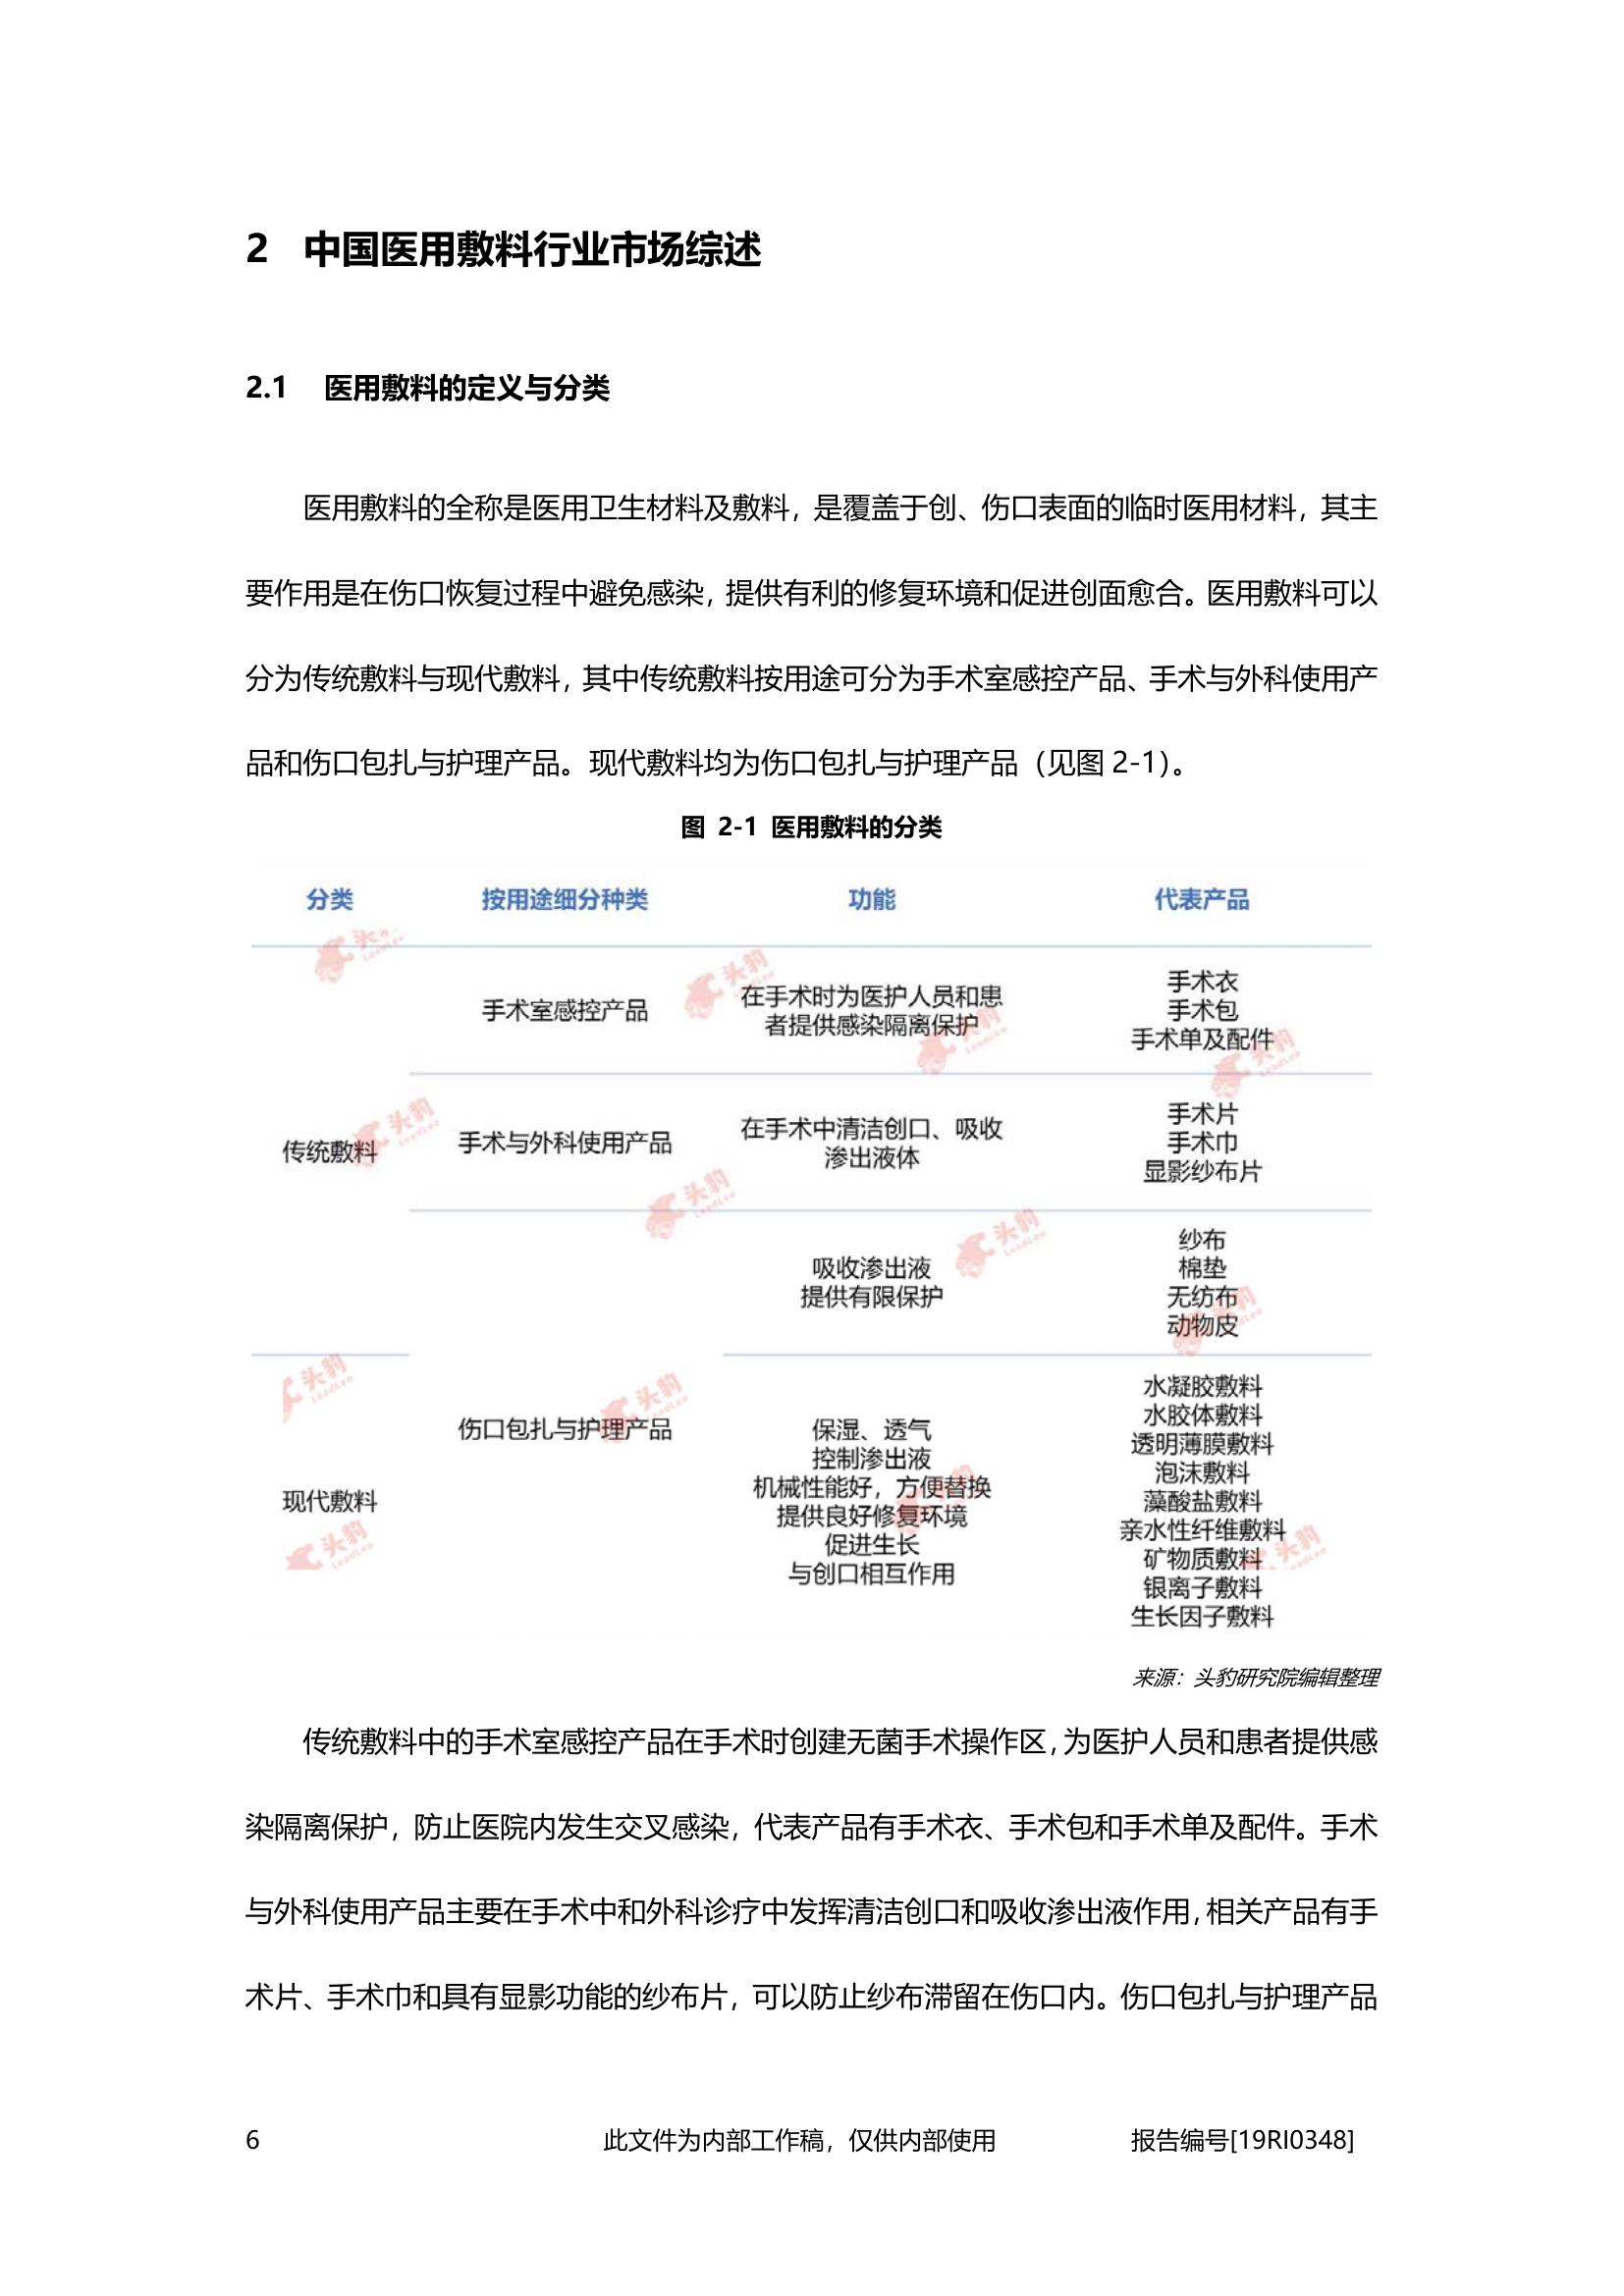 2 中国医用敷料行业市场综述
2.1 医用敷料的定义与分类
医用敷料的全称是医用卫生材料及敷料，是覆盖于创、伤口表面的临时医用材料，其主
要作用是在伤口恢复过程中避免感染，提供有利的修复环境和促进创面愈合。医用敷料可以
分为传统敷料与现代敷料，其中传统敷料按用途可分为手术室感控产品、手术与外科使用产
品和伤口包扎与护理产品。现代敷料均为伤口包扎与护理产品（见图 2-1）。
图 2-1 医用敷料的分类
分类 按用途细分种类 功能 代表产品
传统敷料
手术室感控产品
在手术时为医护人员和患
者提供感染隔离保护
手术衣
手术包
手术单及配件
手术与外科使用产品
在手术中清洁创口、吸收
渗出液体
手术片
手术巾
显影纱布片
吸收渗出液
提供有限保护
纱布
棉垫
无纺布
动物皮
伤口包扎与护理产品
现代敷料
保湿、透气
控制渗出液
机械性能好，方便替换
提供良好修复环境
促进生长
与创口相互作用
水凝胶敷料
水胶体敷料
透明薄膜敷料
泡沫敷料
藻酸盐敷料
亲水性纤维敷料
矿物质敷料
银离子敷料
生长因子敷料
来源：头豹研究院编辑整理
传统敷料中的手术室感控产品在手术时创建无菌手术操作区，为医护人员和患者提供感
染隔离保护，防止医院内发生交叉感染，代表产品有手术衣、手术包和手术单及配件。手术
与外科使用产品主要在手术中和外科诊疗中发挥清洁创口和吸收渗出液作用，相关产品有手
术片、手术巾和具有显影功能的纱布片，可以防止纱布滞留在伤口内。伤口包扎与护理产品
6 此文件为内部工作稿，仅供内部使用 报告编号[19RI0348]
头豹
LeadLeo